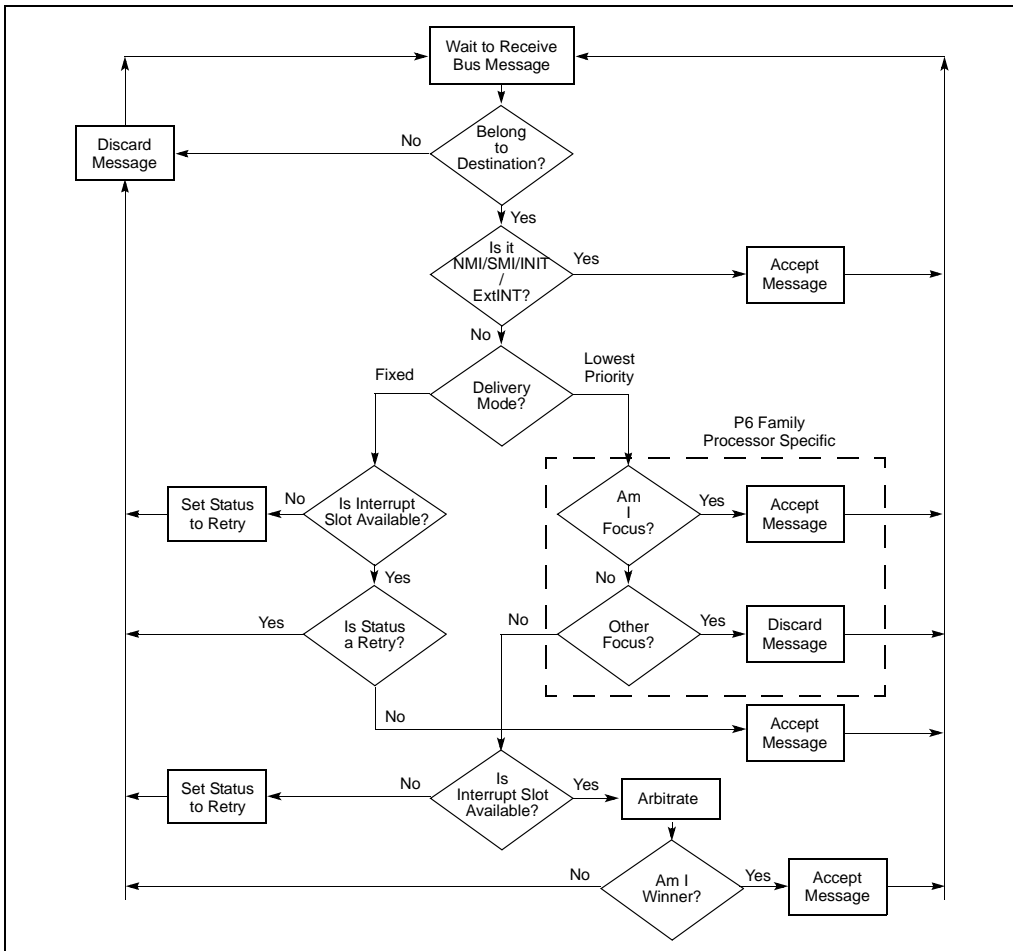 Wait to Receive
Bus Message
Belong
to
Destination?
No
Discard
Message
Yes
Is it
NMI/SMI/INIT
/
ExtINT?
Yes
Accept
Message
No
Delivery
Mode?
Fixed
Lowest
Priority
P6 Family
Processor Specific
Set Status
to Retry
No
Is Interrupt
Slot Available?
Am
I
Focus?
Yes
Accept
Message
Yes
No
Yes
Is Status
a Retry?
No
Other
Focus?
Yes
Discard
Message
No
Accept
Message
Set Status
to Retry
No
Is
Interrupt Slot
Available?
Yes
Arbitrate
No
Am I
Winner?
Yes
Accept
Message